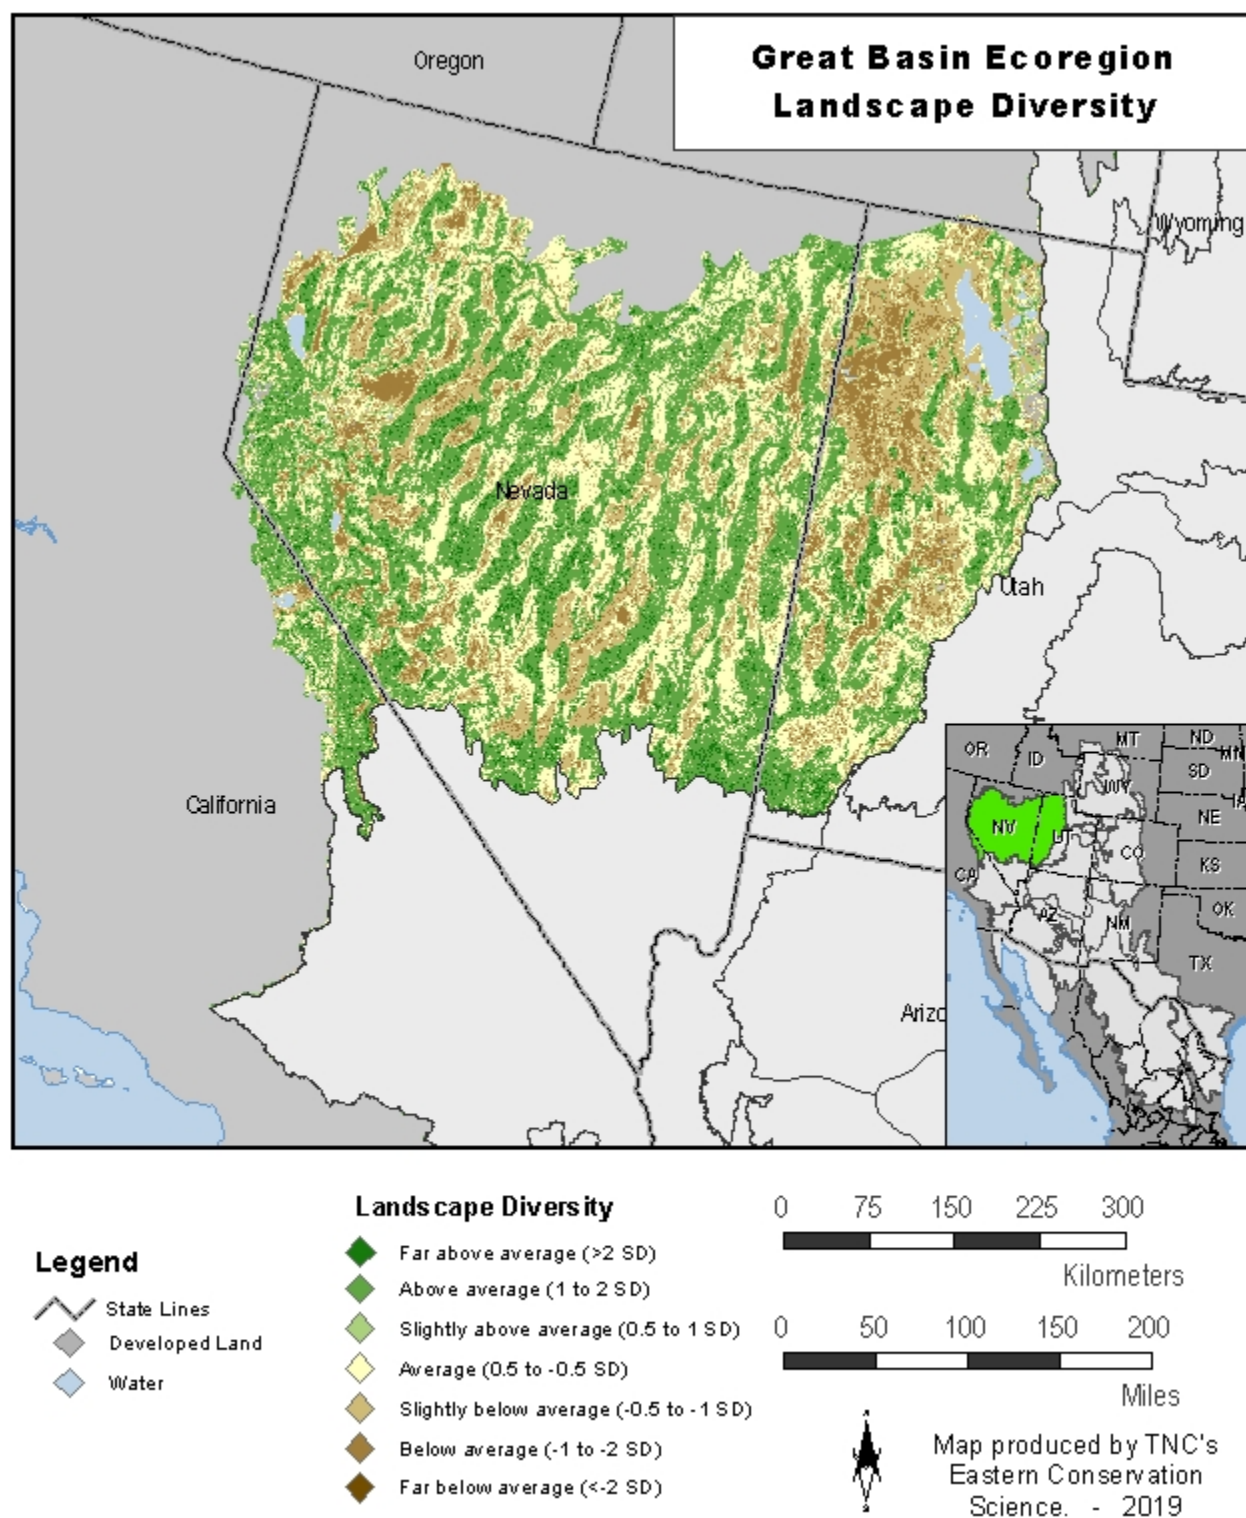 Great Basin Ecoregion
Landscape Diversity
Oregon
Wyoming
Nevada
Utah
California
Arizo
MT
ND
MN
OR
ID
SD
WY
IA
NV
NE
UT
CO
KS
CA
AZ
NM
OK
TX
Legend
State Lines
Developed Land
Water
Landscape Diversity
Far above average (>2 SD)
Above average (1 to 2 SD)
Slightly above average (0.5 to 1 SD)
Average (0.5 to -0.5 SD)
Slightly below average (-0.5 to -1 SD)
Below average (-1 to -2 SD)
Far below average (<-2 SD)
0 75 150 225 300
Kilometers
0 50 100 150 200
Miles
Map produced by TNC's
Eastern Conservation
Science. - 2019